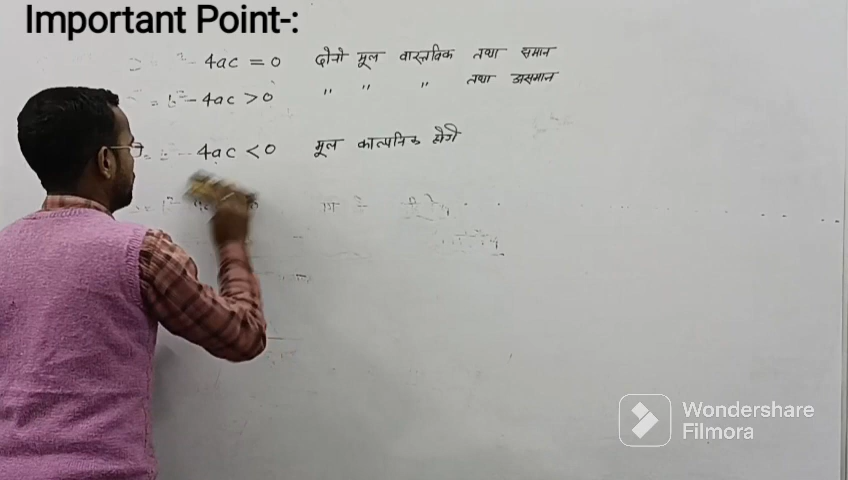 Important Point-:
- 4ac = 0 दोनो मूल वास्तविक तथा समान
= b² - 4ac > 0 " " " तथा असमान
4ac < 0 मूल काल्पनिक होगे
Wondershare
Filmora